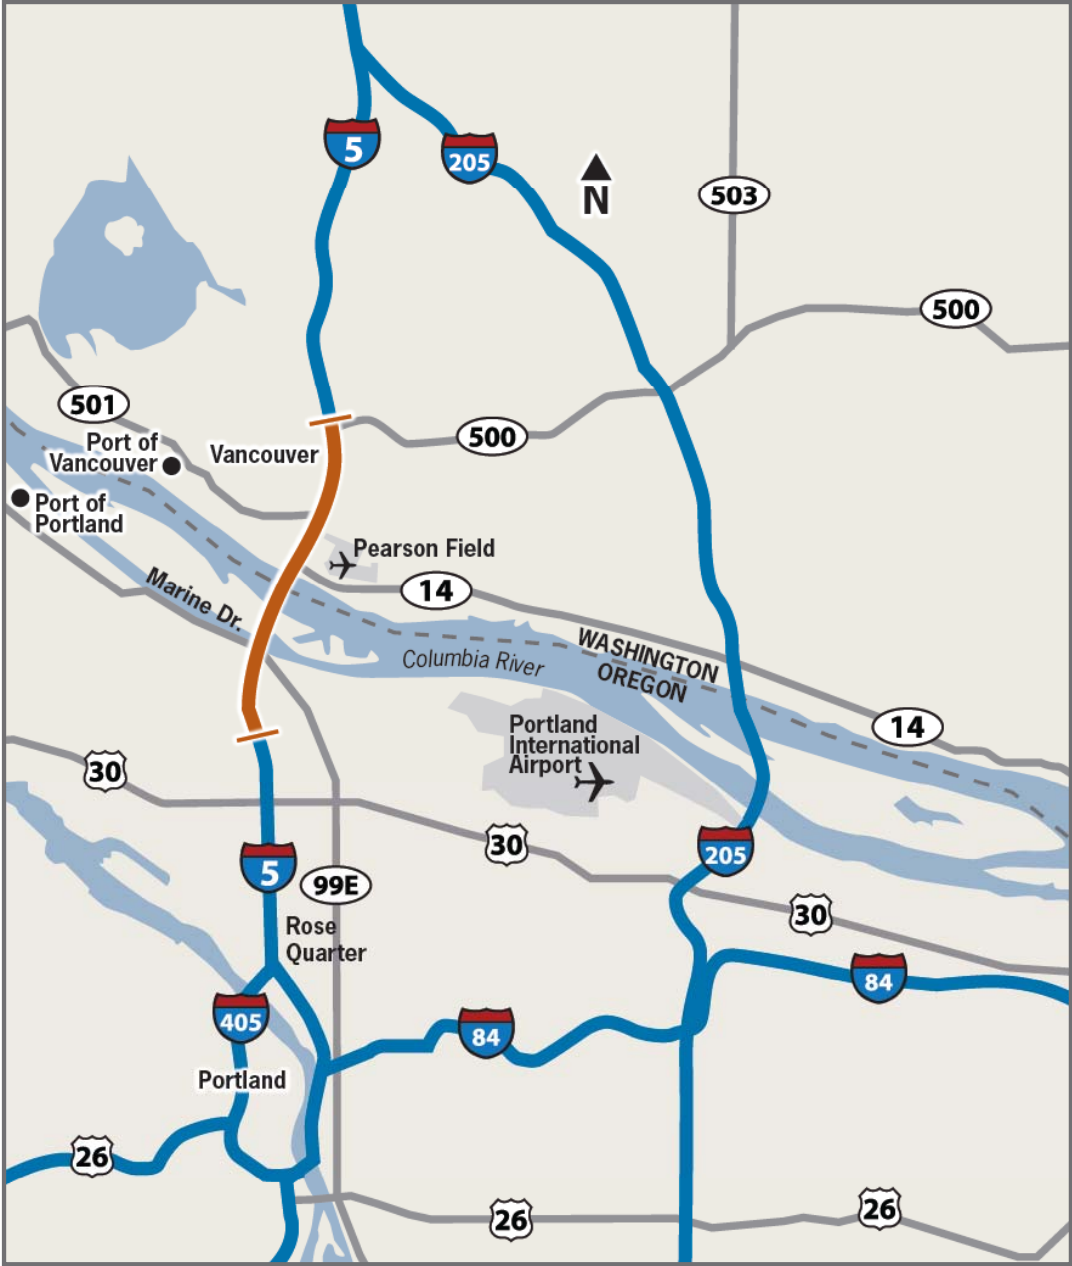 5
205
N
503
500
501
Port of
Vancouver
Vancouver
500
Port of
Portland
Pearson Field
14
Marine Dr.
WASHINGTON
Columbia River
OREGON
14
Portland
International
Airport
30
30
205
5
99E
30
Rose
Quarter
84
405
84
Portland
26
26
26